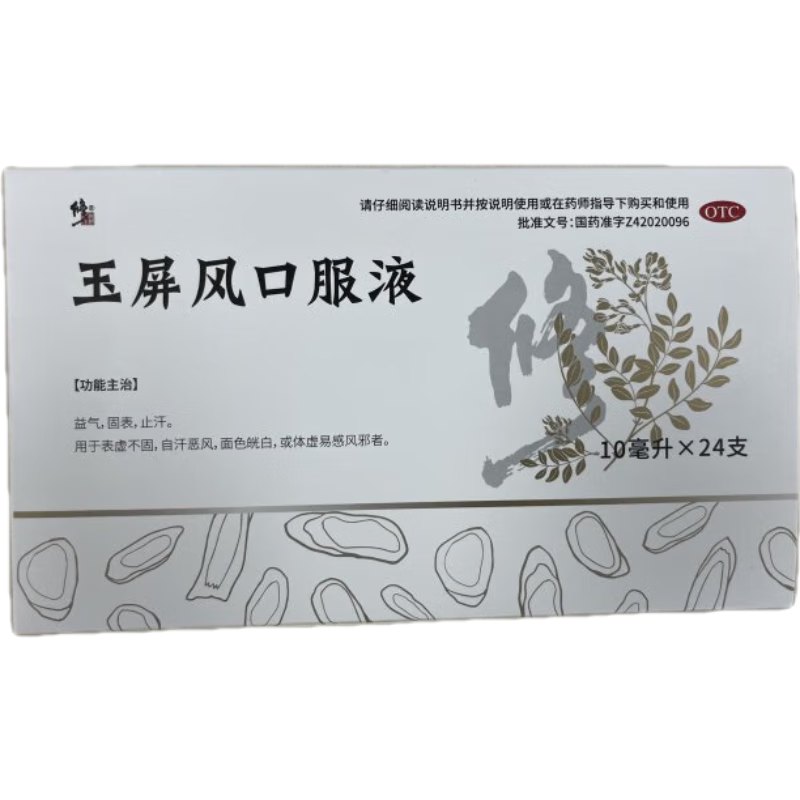 修
请仔细阅读说明书并按说明使用或在药师指导下购买和使用
批准文号:国药准字Z42020096
OTC
玉屏风口服液
修
【功能主治】
益气,固表,止汗。
用于表虚不固,自汗恶风,面色㿠白,或体虚易感风邪者。
10毫升×24支